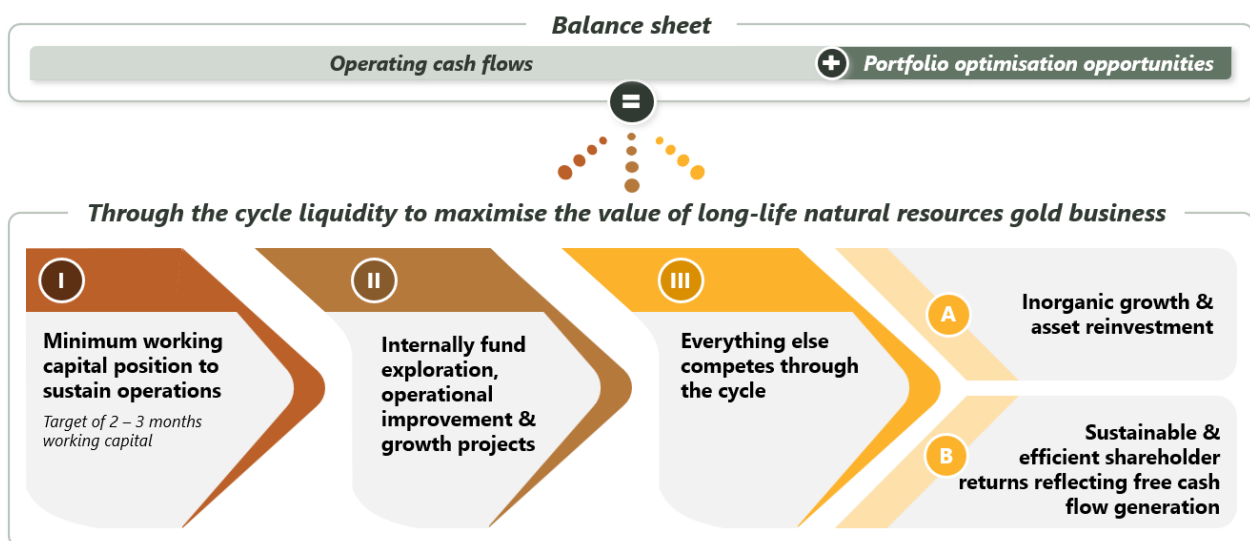 Balance sheet
Operating cash flows
+
Portfolio optimisation opportunities
=
Through the cycle liquidity to maximise the value of long-life natural resources gold business
I
Minimum working
capital position to
sustain operations
Target of 2 – 3 months
working capital
II
Internally fund
exploration,
operational
improvement &
growth projects
III
Everything else
competes through
the cycle
A
Inorganic growth &
asset reinvestment
B
Sustainable &
efficient shareholder
returns reflecting free cash
flow generation